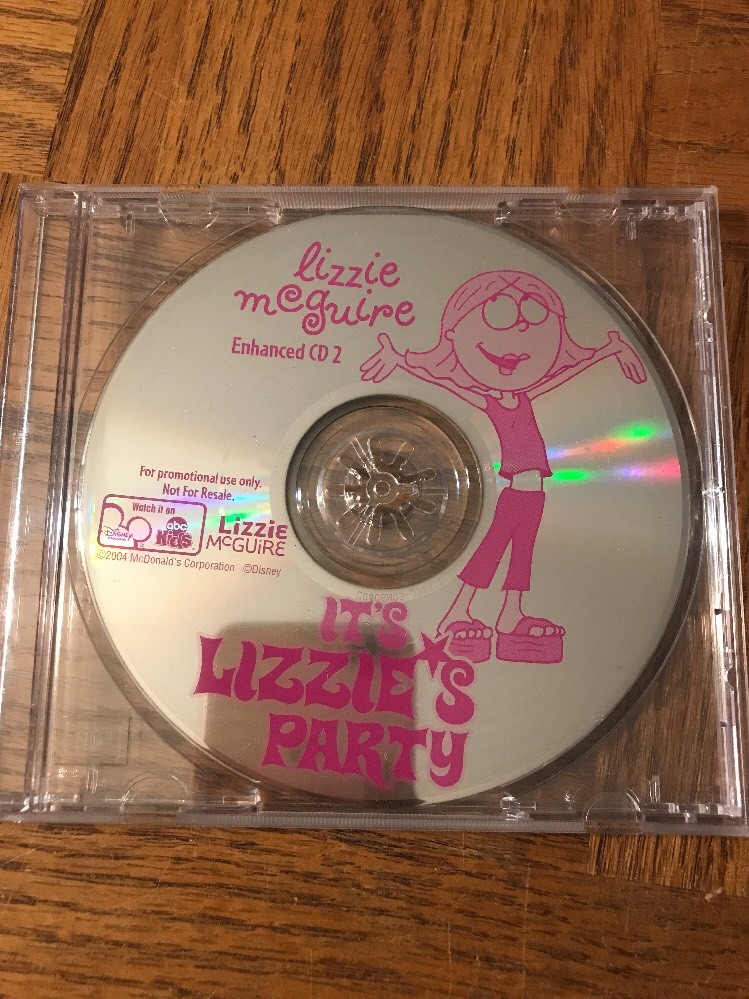 lizzie
mcguire
Enhanced CD 2
For promotional use only.
Not For Resale.
Watch it on
Disney
abc
Kids
Lizzie
McGuire
©2004 McDonald's Corporation ©Disney
IT'S
LIZZIE'S
PARTY